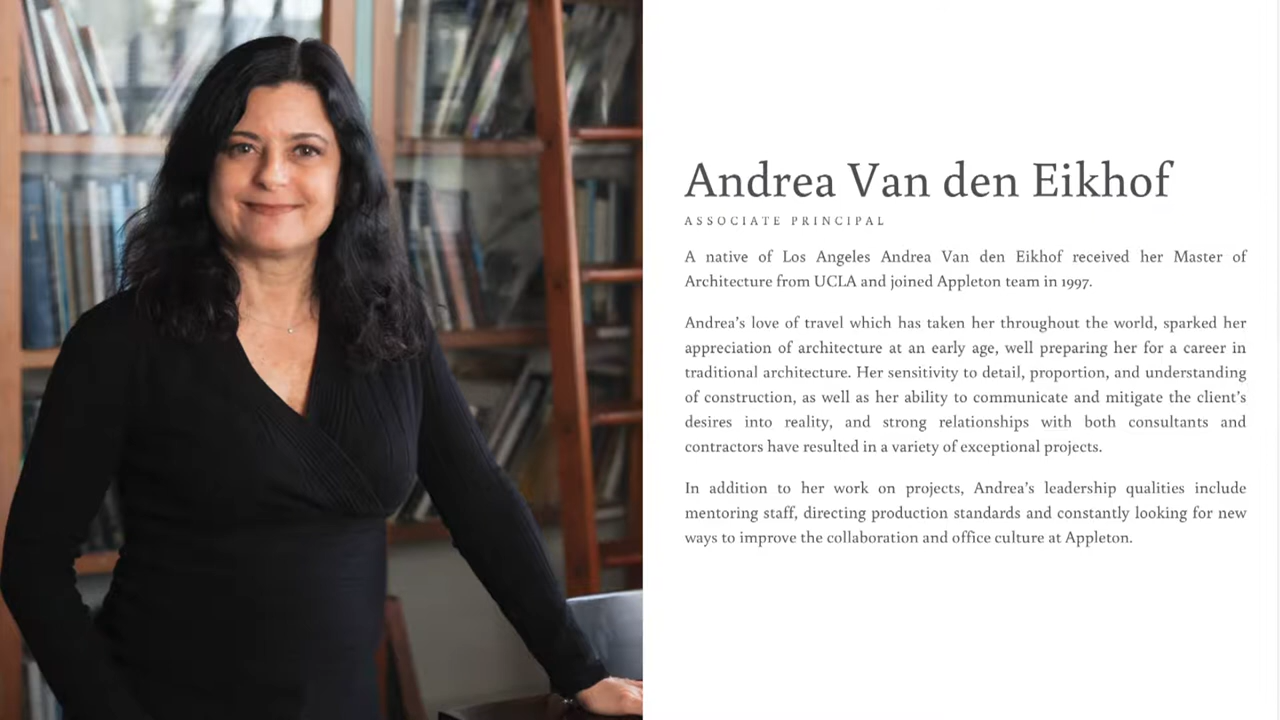 Andrea Van den Eikhof
ASSOCIATE PRINCIPAL
A native of Los Angeles Andrea Van den Eikhof received her Master of
Architecture from UCLA and joined Appleton team in 1997.
Andrea's love of travel which has taken her throughout the world, sparked her
appreciation of architecture at an early age, well preparing her for a career in
traditional architecture. Her sensitivity to detail, proportion, and understanding
of construction, as well as her ability to communicate and mitigate the client's
desires into reality, and strong relationships with both consultants and
contractors have resulted in a variety of exceptional projects.
In addition to her work on projects, Andrea's leadership qualities include
mentoring staff, directing production standards and constantly looking for new
ways to improve the collaboration and office culture at Appleton.